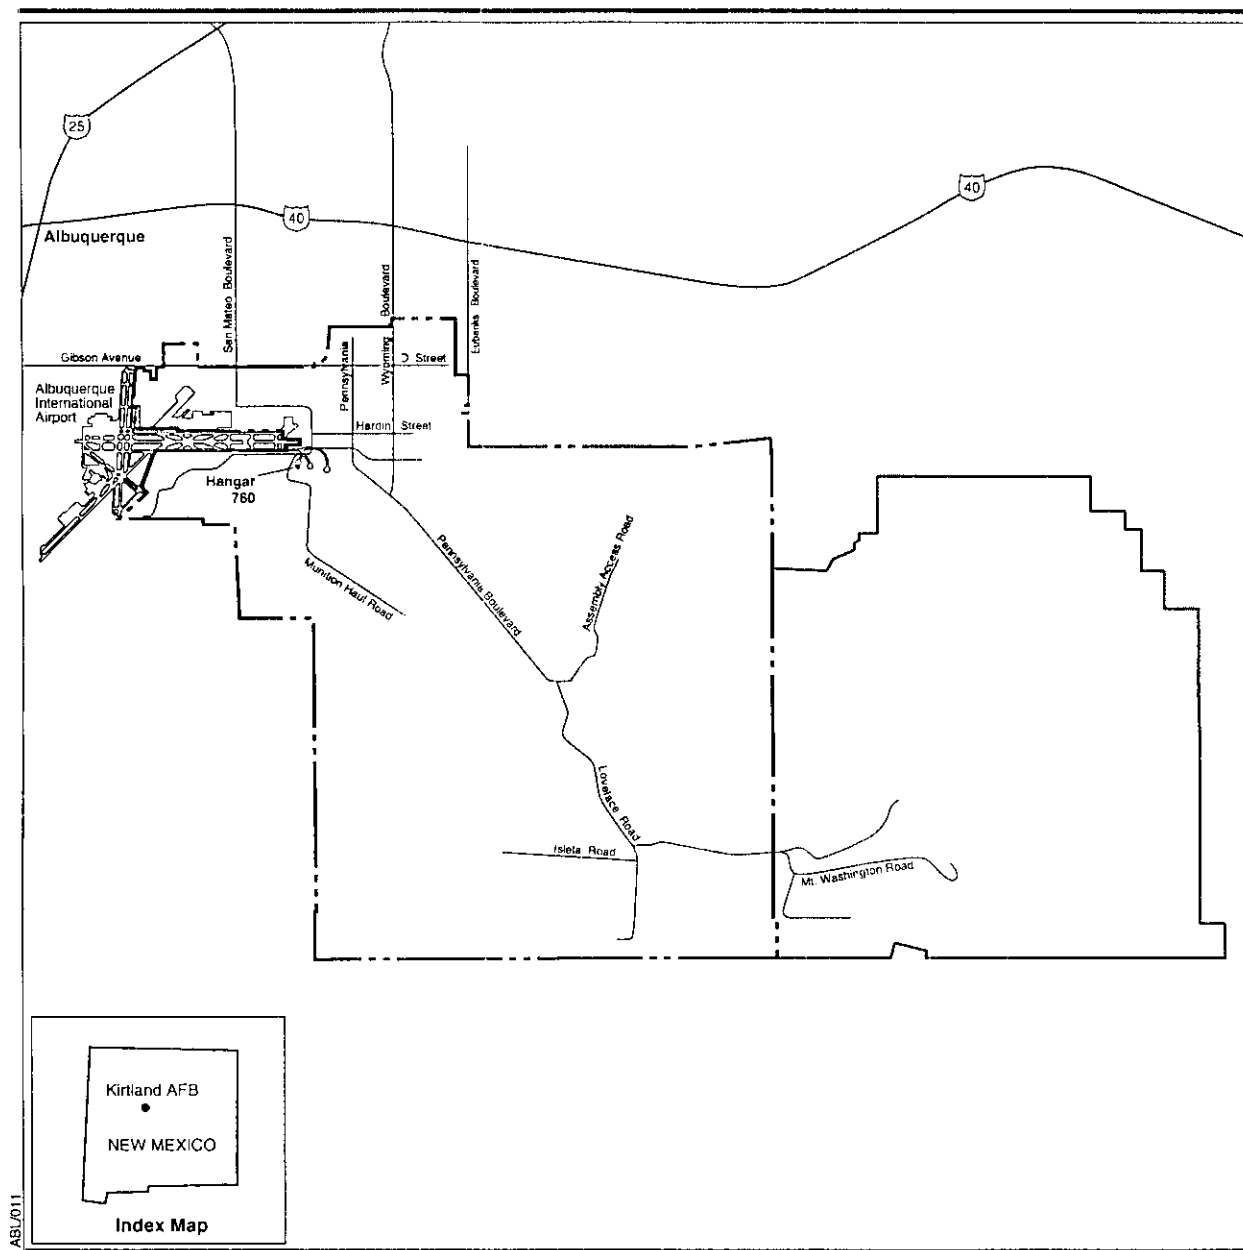 25
40
40
Albuquerque
San Mateo Boulevard
Wyoming Boulevard
Eubanks Boulevard
Gibson Avenue
D Street
Pennsylvania
Albuquerque
International
Airport
Hardin Street
Hangar
760
Munition Haul Road
Pennsylvania Boulevard
Assembly Access Road
Lovelace Road
Isleta Road
Mt. Washington Road
Kirtland AFB
NEW MEXICO
Index Map
ABL/011